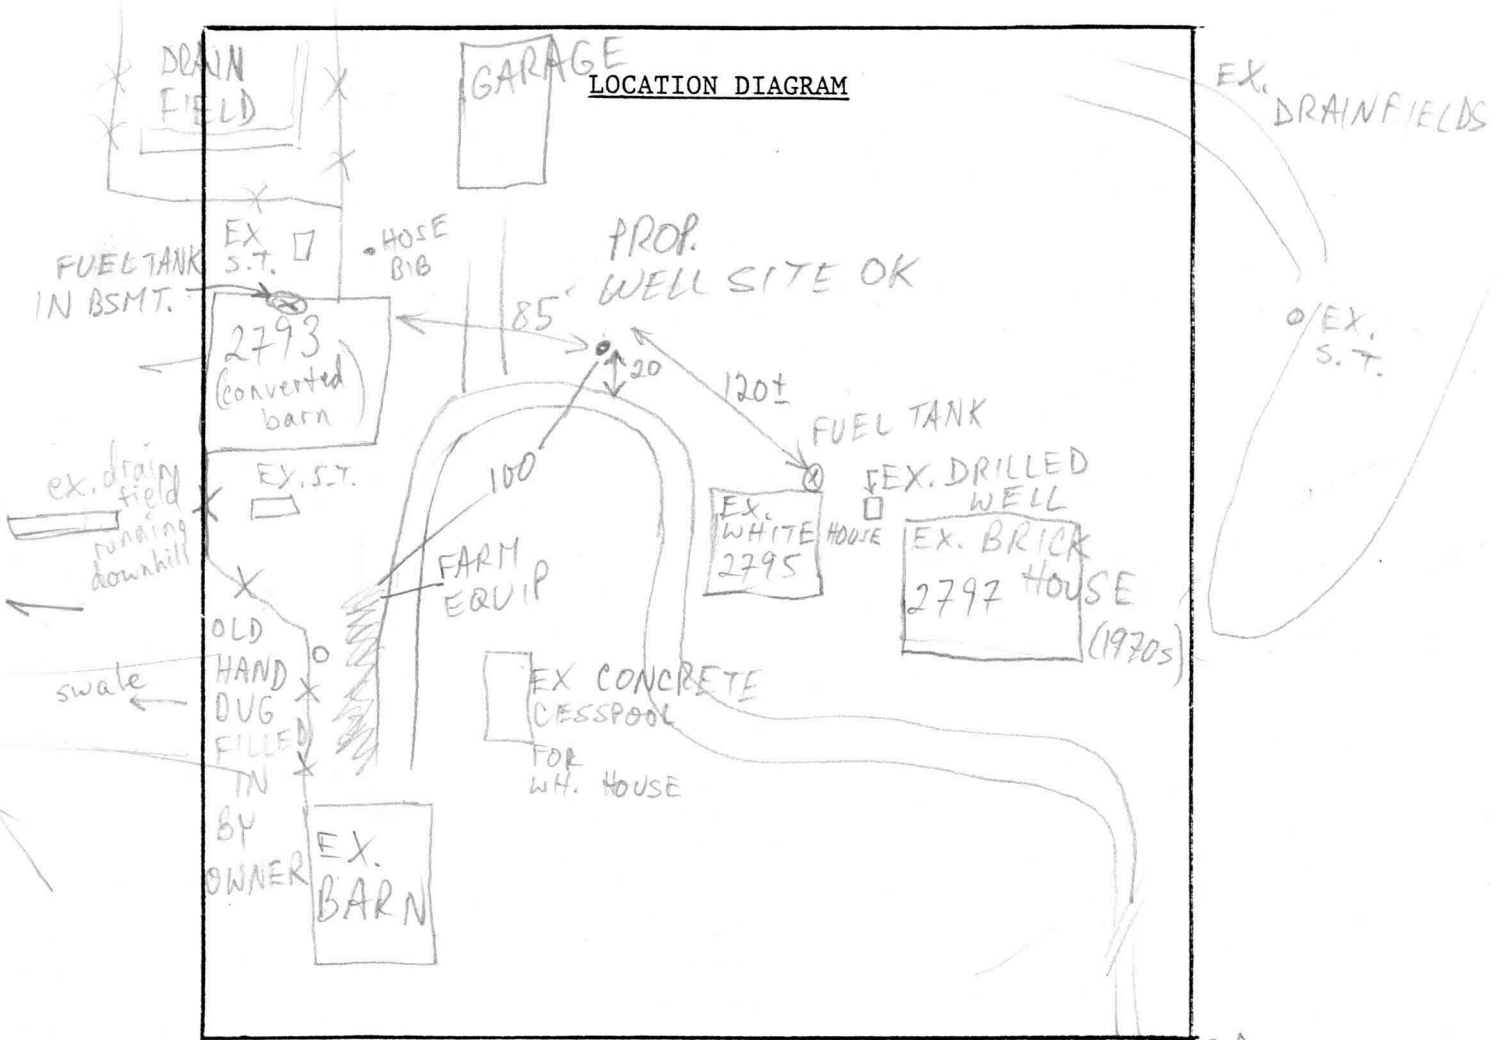 LOCATION DIAGRAM
DRAIN
FIELD
GARAGE
EX.
DRAINFIELDS
EX
S.T.
HOSE
BIB
FUEL TANK
IN BSMT.
PROP.
WELL SITE OK
85'
20
120±
EX.
S.T.
2793
(converted
barn)
FUEL TANK
EX. DRILLED
WELL
ex. drain
field
running
downhill
EX. S.T.
100
EX.
WHITE HOUSE
2795
EX. BRICK
HOUSE
2797
(1970s)
FARM
EQUIP
OLD
HAND
DUG
FILLED
IN
BY
OWNER
swale
EX CONCRETE
CESSPOOL
FOR
WH. HOUSE
EX.
BARN